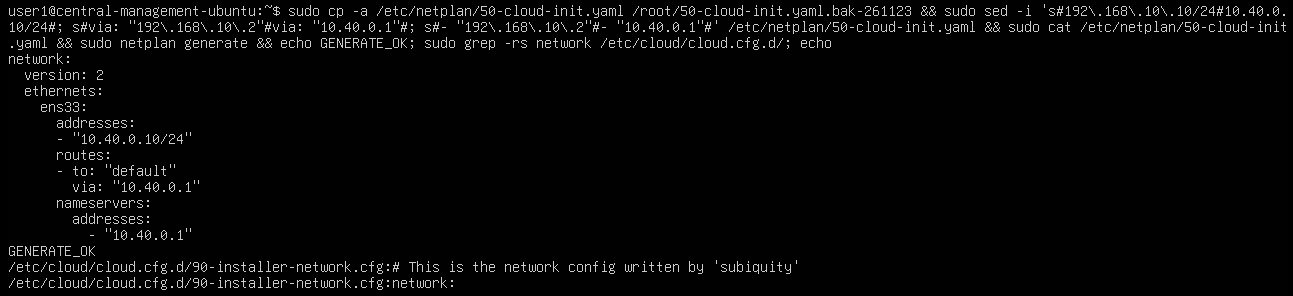 user1@central-management-ubuntu:~$ sudo cp -a /etc/netplan/50-cloud-init.yaml /root/50-cloud-init.yaml.bak-261123 && sudo sed -i 's#192\.168\.10\.10/24#10.40.0.
10/24#; s#via: "192\.168\.10\.2"#via: "10.40.0.1"#; s#- "192\.168\.10\.2"#- "10.40.0.1"#' /etc/netplan/50-cloud-init.yaml && sudo cat /etc/netplan/50-cloud-init
.yaml && sudo netplan generate && echo GENERATE_OK; sudo grep -rs network /etc/cloud/cloud.cfg.d/; echo
network:
  version: 2
  ethernets:
    ens33:
      addresses:
      - "10.40.0.10/24"
      routes:
      - to: "default"
        via: "10.40.0.1"
      nameservers:
        addresses:
          - "10.40.0.1"
GENERATE_OK
/etc/cloud/cloud.cfg.d/90-installer-network.cfg:# This is the network config written by 'subiquity'
/etc/cloud/cloud.cfg.d/90-installer-network.cfg:network: